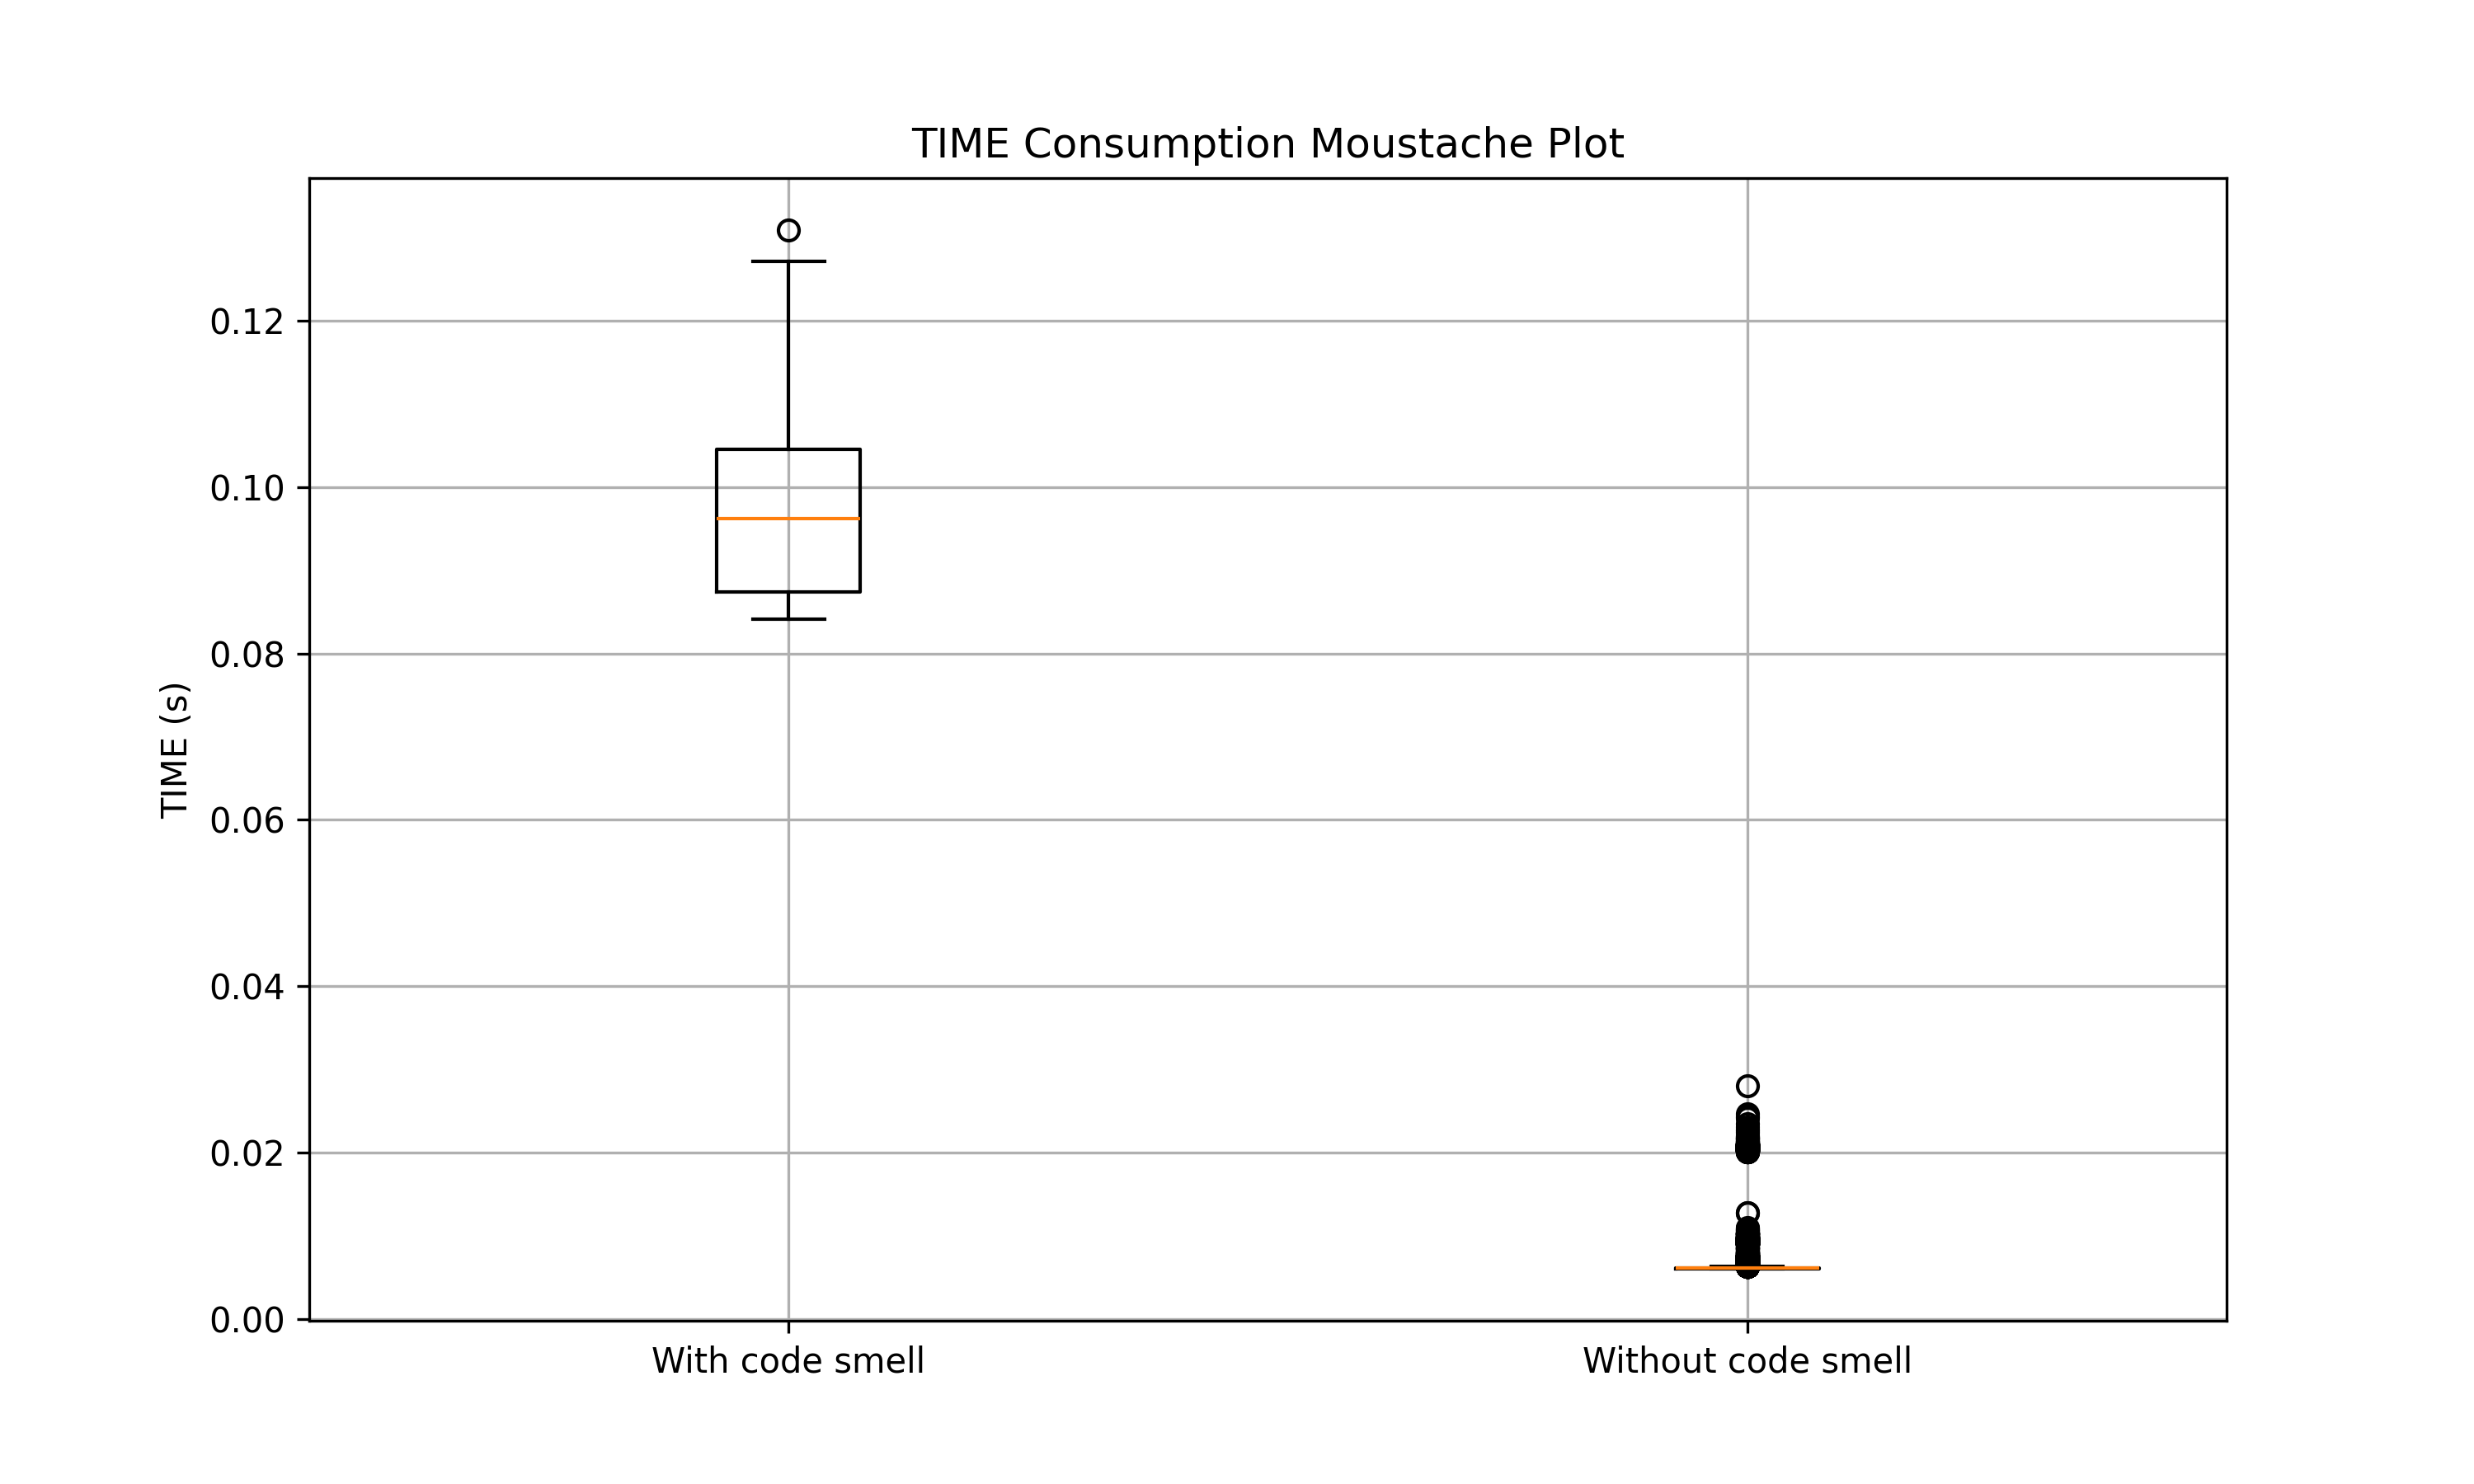 TIME Consumption Moustache Plot
TIME (s)
0.12
0.10
0.08
0.06
0.04
0.02
0.00
With code smell
Without code smell